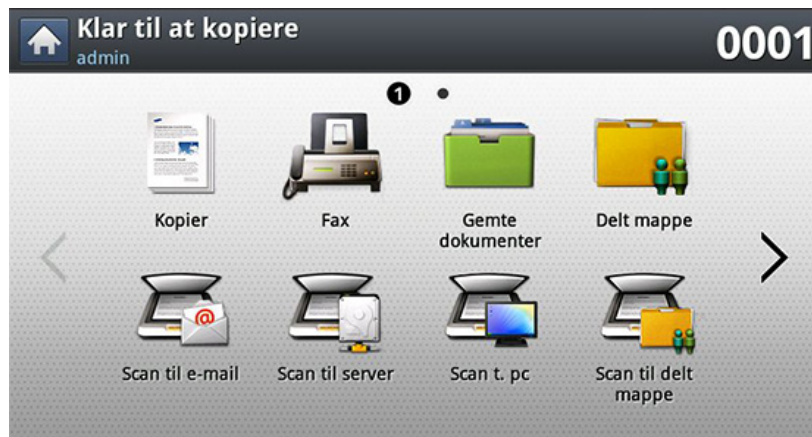 Klar til at kopiere
admin
0001
1
Kopier
Fax
Gemte
dokumenter
Delt mappe
@
Scan til e-mail
Scan til server
Scan t. pc
Scan til delt
mappe